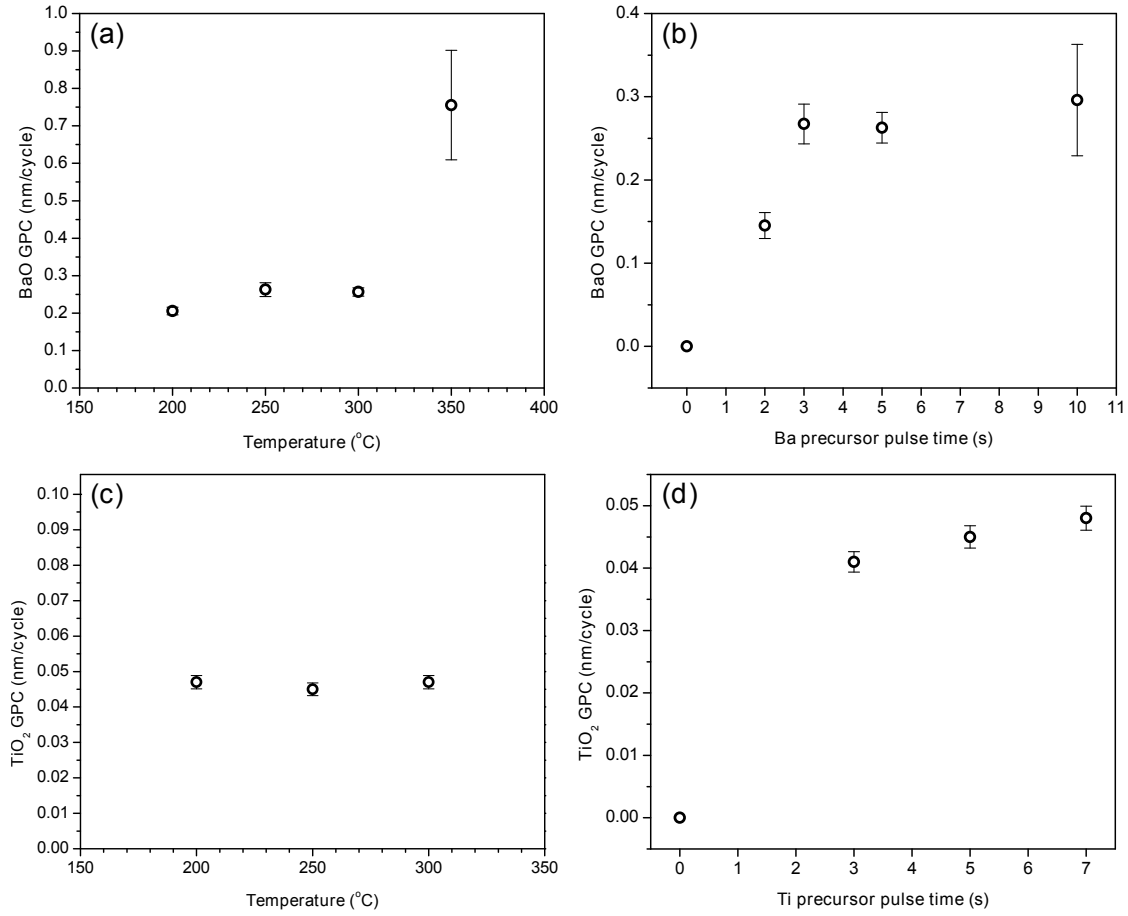 (a)
1.0
0.9
0.8
0.7
0.6
0.5
0.4
0.3
0.2
0.1
0.0
BaO GPC (nm/cycle)
150 200 250 300 350 400
Temperature (°C)
(b)
0.4
0.3
0.2
0.1
0.0
BaO GPC (nm/cycle)
0 1 2 3 4 5 6 7 8 9 10 11
Ba precursor pulse time (s)
(c)
0.10
0.09
0.08
0.07
0.06
0.05
0.04
0.03
0.02
0.01
0.00
TiO₂ GPC (nm/cycle)
150 200 250 300 350
Temperature (°C)
(d)
0.05
0.04
0.03
0.02
0.01
0.00
TiO₂ GPC (nm/cycle)
0 1 2 3 4 5 6 7
Ti precursor pulse time (s)